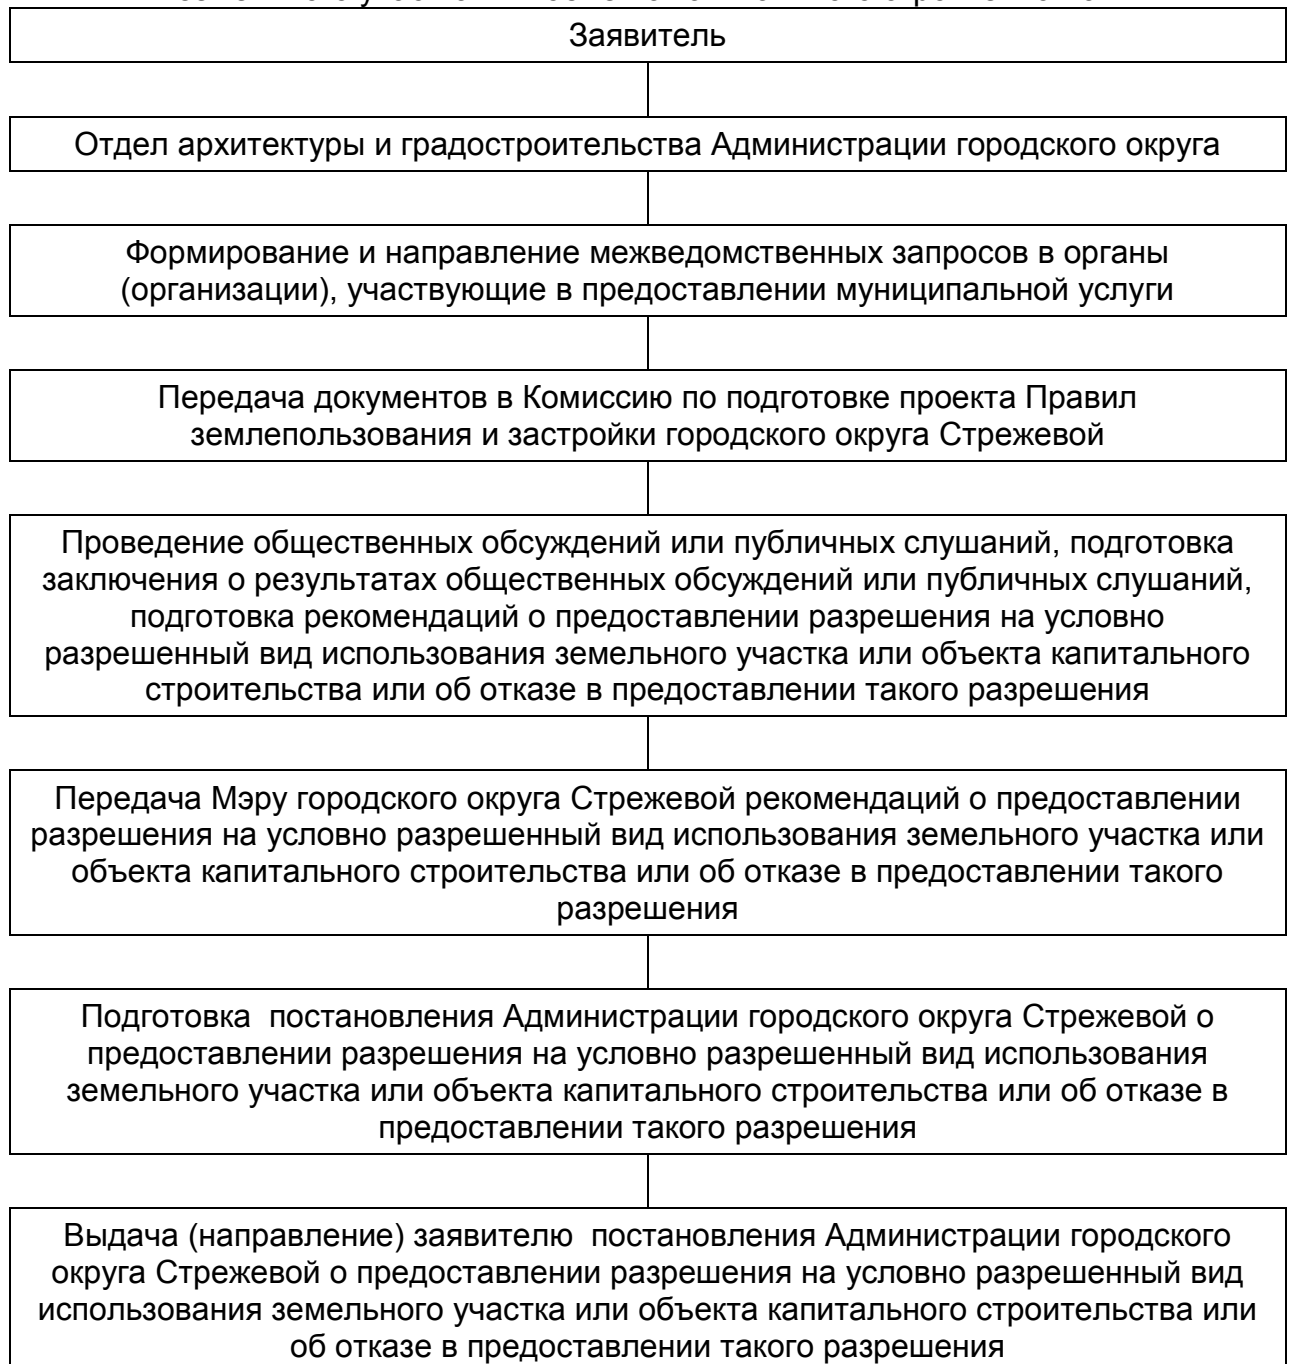 Заявитель
Отдел архитектуры и градостроительства Администрации городского округа
Формирование и направление межведомственных запросов в органы
(организации), участвующие в предоставлении муниципальной услуги
Передача документов в Комиссию по подготовке проекта Правил
землепользования и застройки городского округа Стрежевой
Проведение общественных обсуждений или публичных слушаний, подготовка
заключения о результатах общественных обсуждений или публичных слушаний,
подготовка рекомендаций о предоставлении разрешения на условно
разрешенный вид использования земельного участка или объекта капитального
строительства или об отказе в предоставлении такого разрешения
Передача Мэру городского округа Стрежевой рекомендаций о предоставлении
разрешения на условно разрешенный вид использования земельного участка или
объекта капитального строительства или об отказе в предоставлении такого
разрешения
Подготовка  постановления Администрации городского округа Стрежевой о
предоставлении разрешения на условно разрешенный вид использования
земельного участка или объекта капитального строительства или об отказе в
предоставлении такого разрешения
Выдача (направление) заявителю  постановления Администрации городского
округа Стрежевой о предоставлении разрешения на условно разрешенный вид
использования земельного участка или объекта капитального строительства или
об отказе в предоставлении такого разрешения